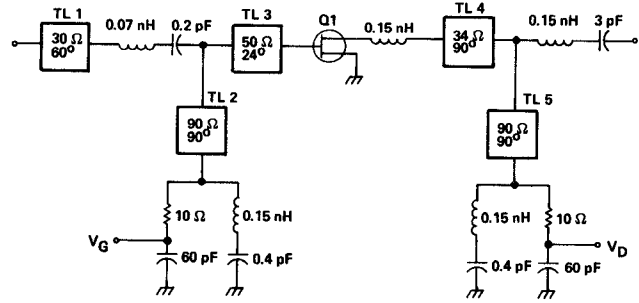 TL 1
30 Ω
60°
0.07 nH
0.2 pF
TL 3
50 Ω
24°
Q1
0.15 nH
TL 4
34 Ω
90°
0.15 nH
3 pF
TL 2
90 Ω
90°
TL 5
90 Ω
90°
10 Ω
0.15 nH
VG
60 pF
0.4 pF
0.15 nH
10 Ω
VD
0.4 pF
60 pF